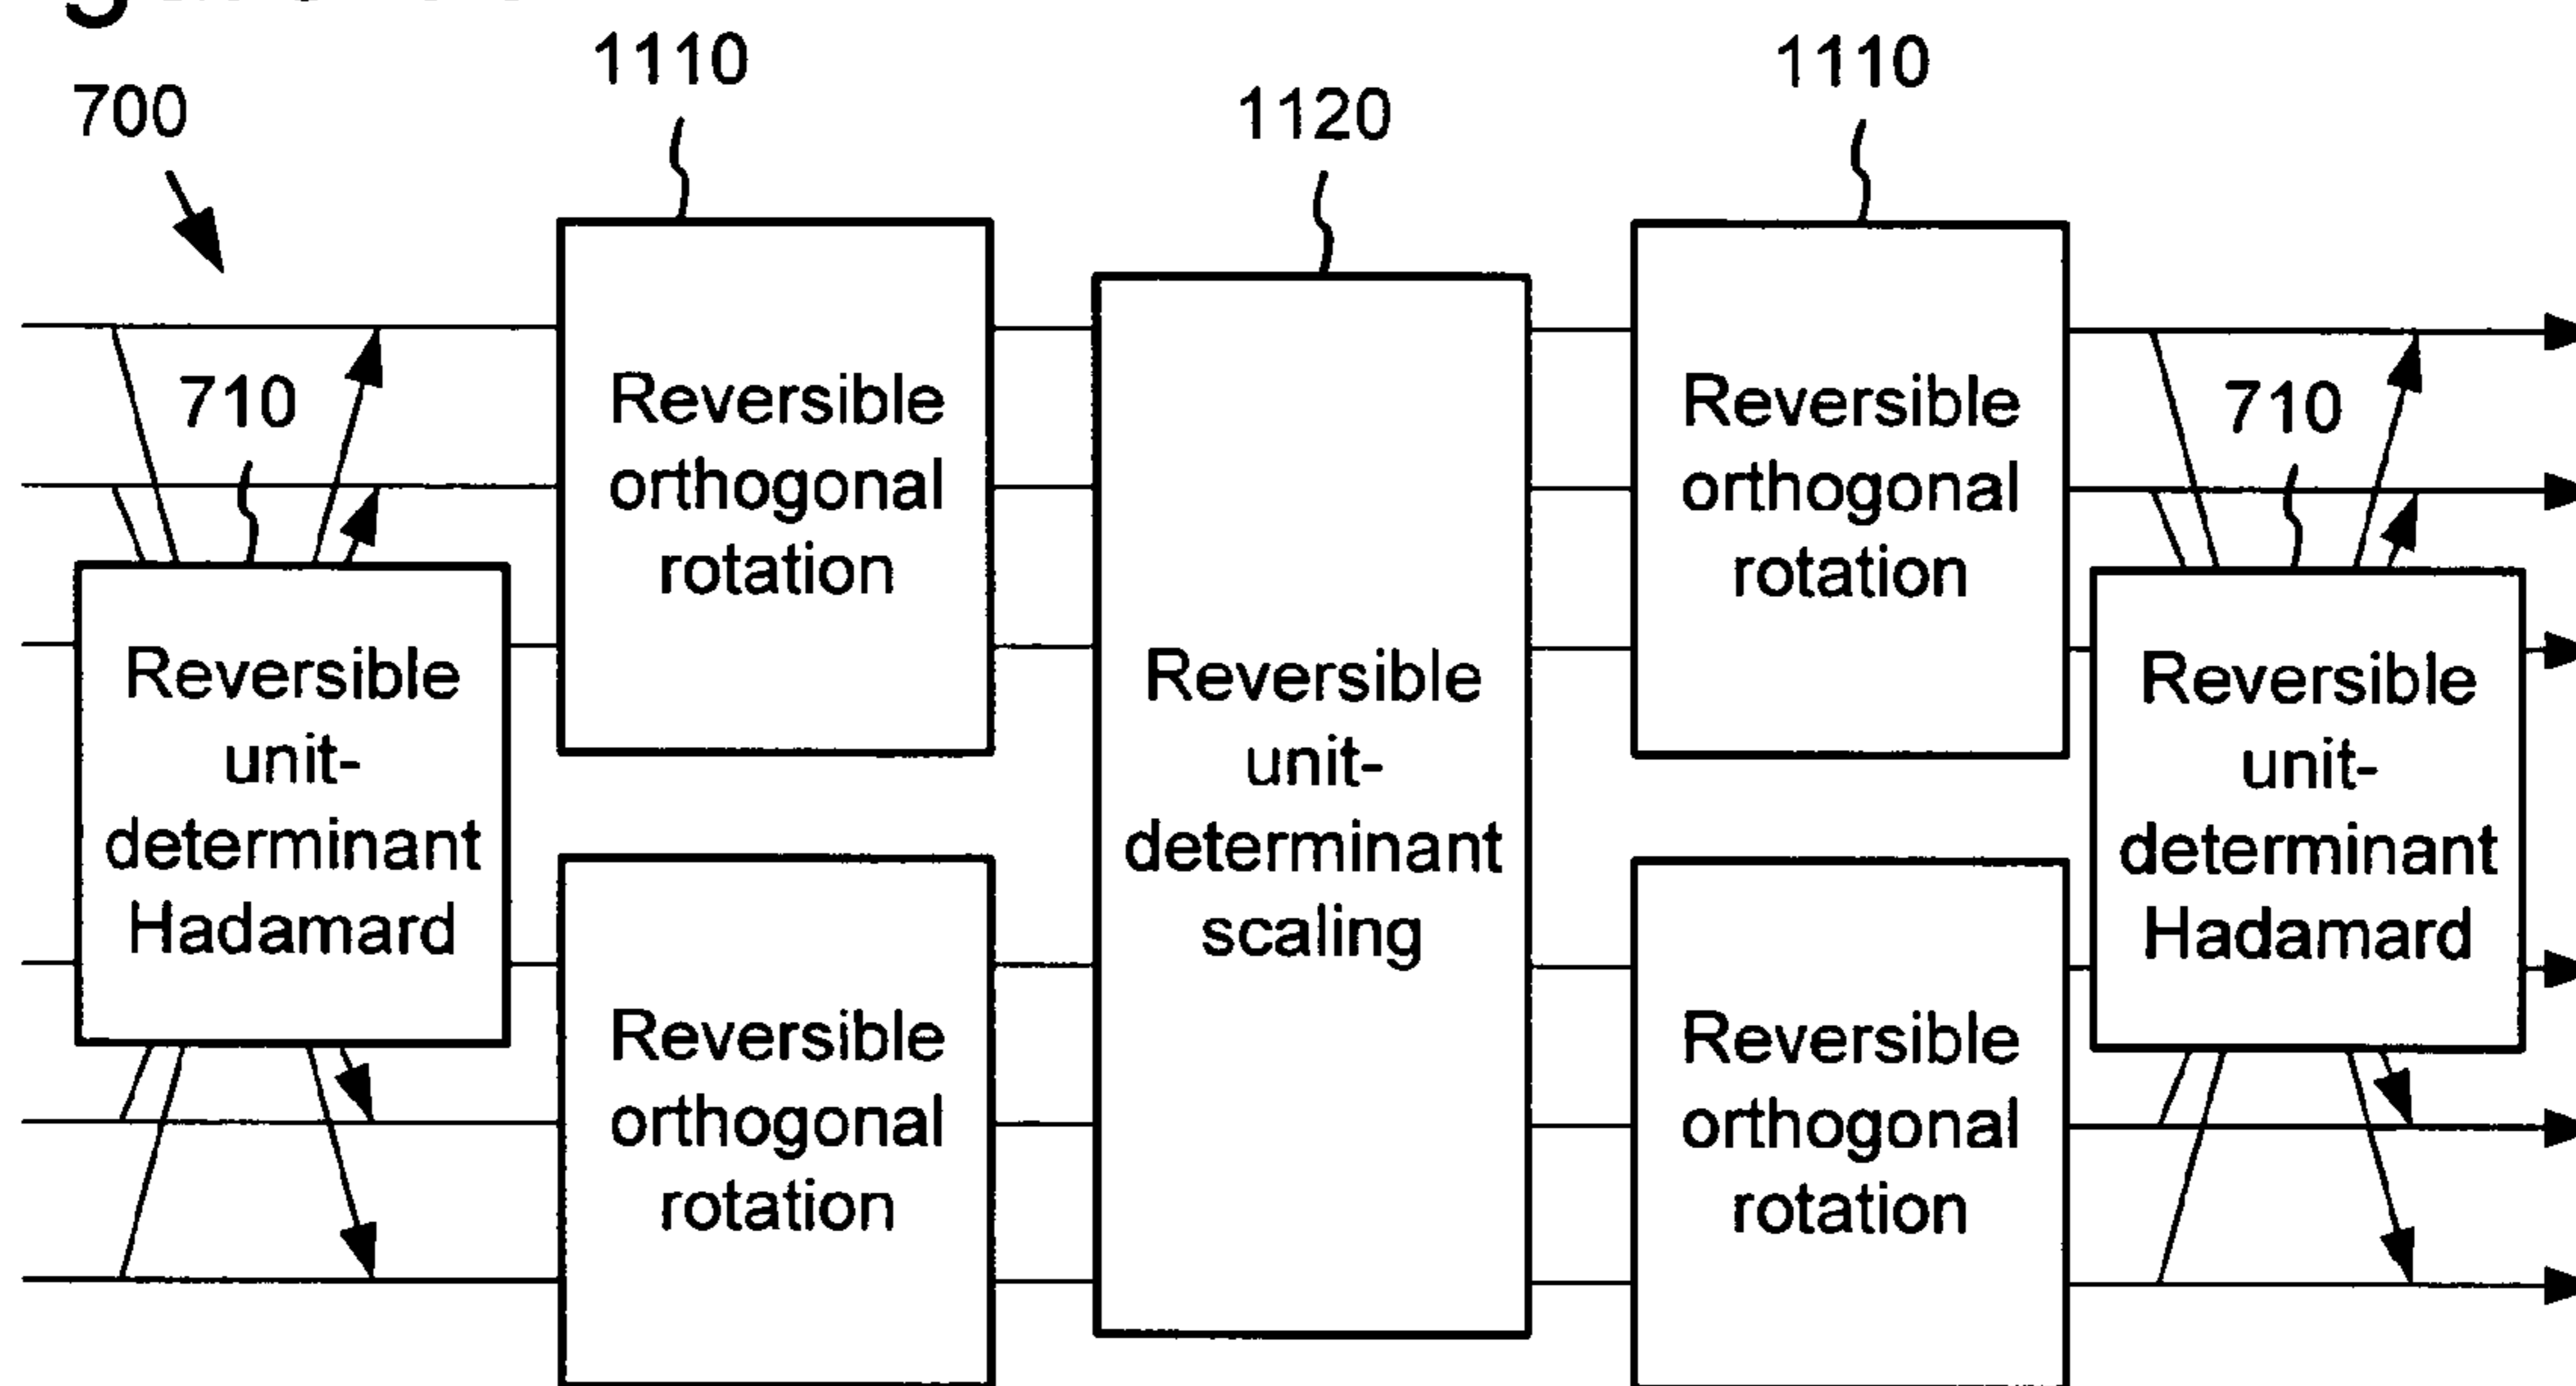 1110
1110
700
1120
710
710
Reversible
orthogonal
rotation
Reversible
orthogonal
rotation
Reversible
unit-
determinant
Hadamard
Reversible
unit-
determinant
scaling
Reversible
unit-
determinant
Hadamard
Reversible
orthogonal
rotation
Reversible
orthogonal
rotation